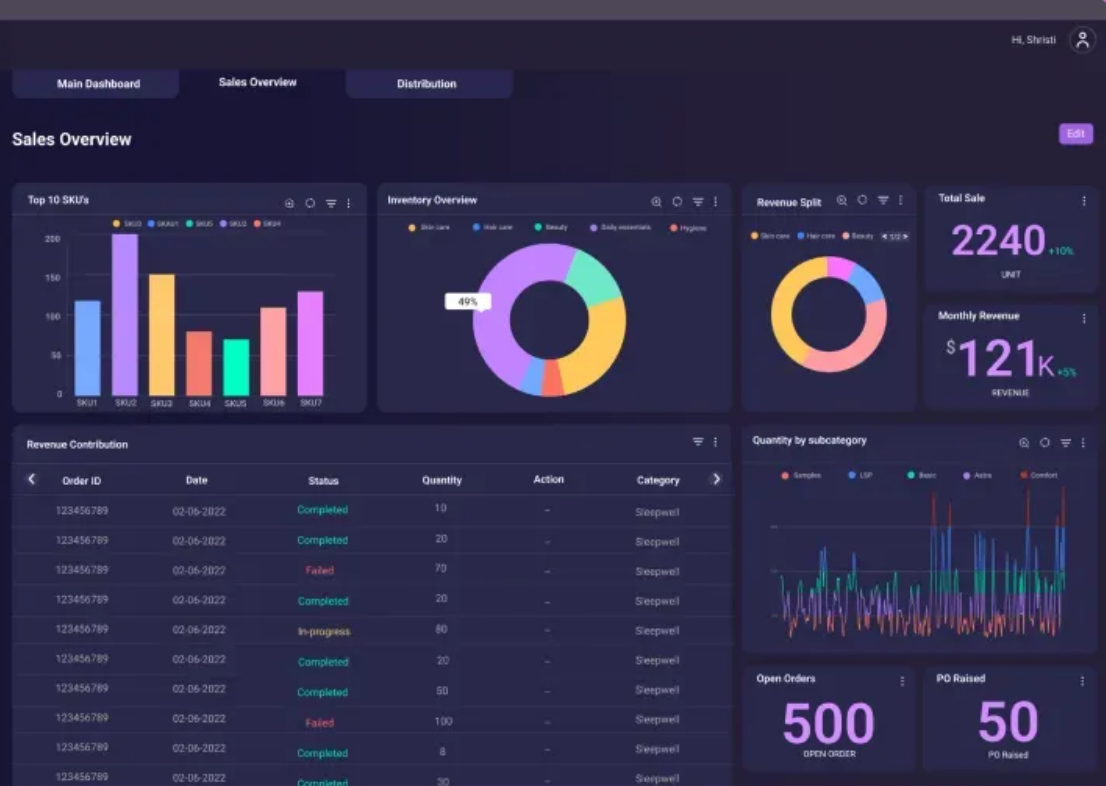 Hi, Shristi
Main Dashboard
Sales Overview
Distribution
Sales Overview
Edit
Top 10 SKU's
SKU4
200
150
100
50
0
SKU1 SKU2 SKU3 SKU4 SKU5 SKU6 SKU7
Inventory Overview
Skin care Hair care Beauty Daily essentials Hygiene
49%
Revenue Split
Skin care Hair care Beauty 1/2
Total Sale
2240 +10%
UNIT
Monthly Revenue
$121K +5%
REVENUE
Revenue Contribution
Order ID Date Status Quantity Action Category
123456789 02-06-2022 Completed 10 – Sleepwell
123456789 02-06-2022 Completed 20 – Sleepwell
123456789 02-06-2022 Failed 70 – Sleepwell
123456789 02-06-2022 Completed 20 – Sleepwell
123456789 02-06-2022 In-progress 80 – Sleepwell
123456789 02-06-2022 Completed 20 – Sleepwell
123456789 02-06-2022 Completed 50 – Sleepwell
123456789 02-06-2022 Failed 100 – Sleepwell
123456789 02-06-2022 Completed 8 – Sleepwell
123456789 02-06-2022 Completed 30 – Sleepwell
Quantity by subcategory
LSP Basic Astra Comfort
Open Orders
500
OPEN ORDER
PO Raised
50
PO Raised